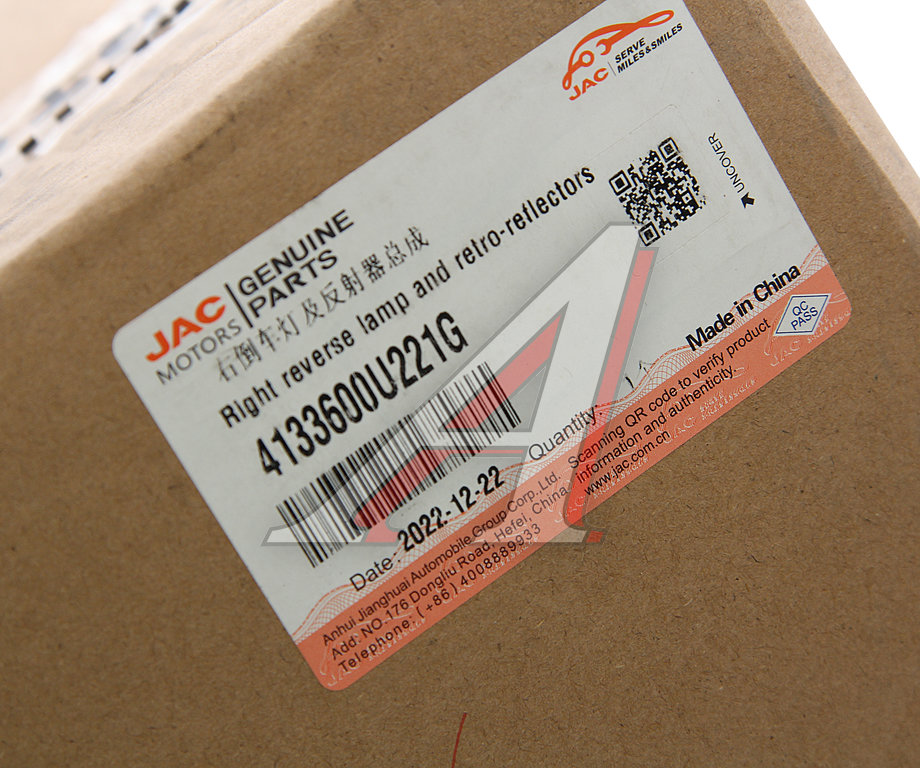 JAC
SERVE
MILES&SMILES
UNCOVER
JAC
MOTORS
GENUINE
PARTS
右倒车灯及反射器总成
Right reverse lamp and retro-reflectors
4133600U221G
Made in China
QC
PASS
Quantity: 1 个
Date: 2022-12-22
Scanning QR code to verify product
information and authenticity.
www.jac.com.cn
Anhui Jianghuai Automobile Group Corp.,Ltd.
Add: NO.176 Dongliu Road, Hefei, China
Telephone: (+86) 4008889933